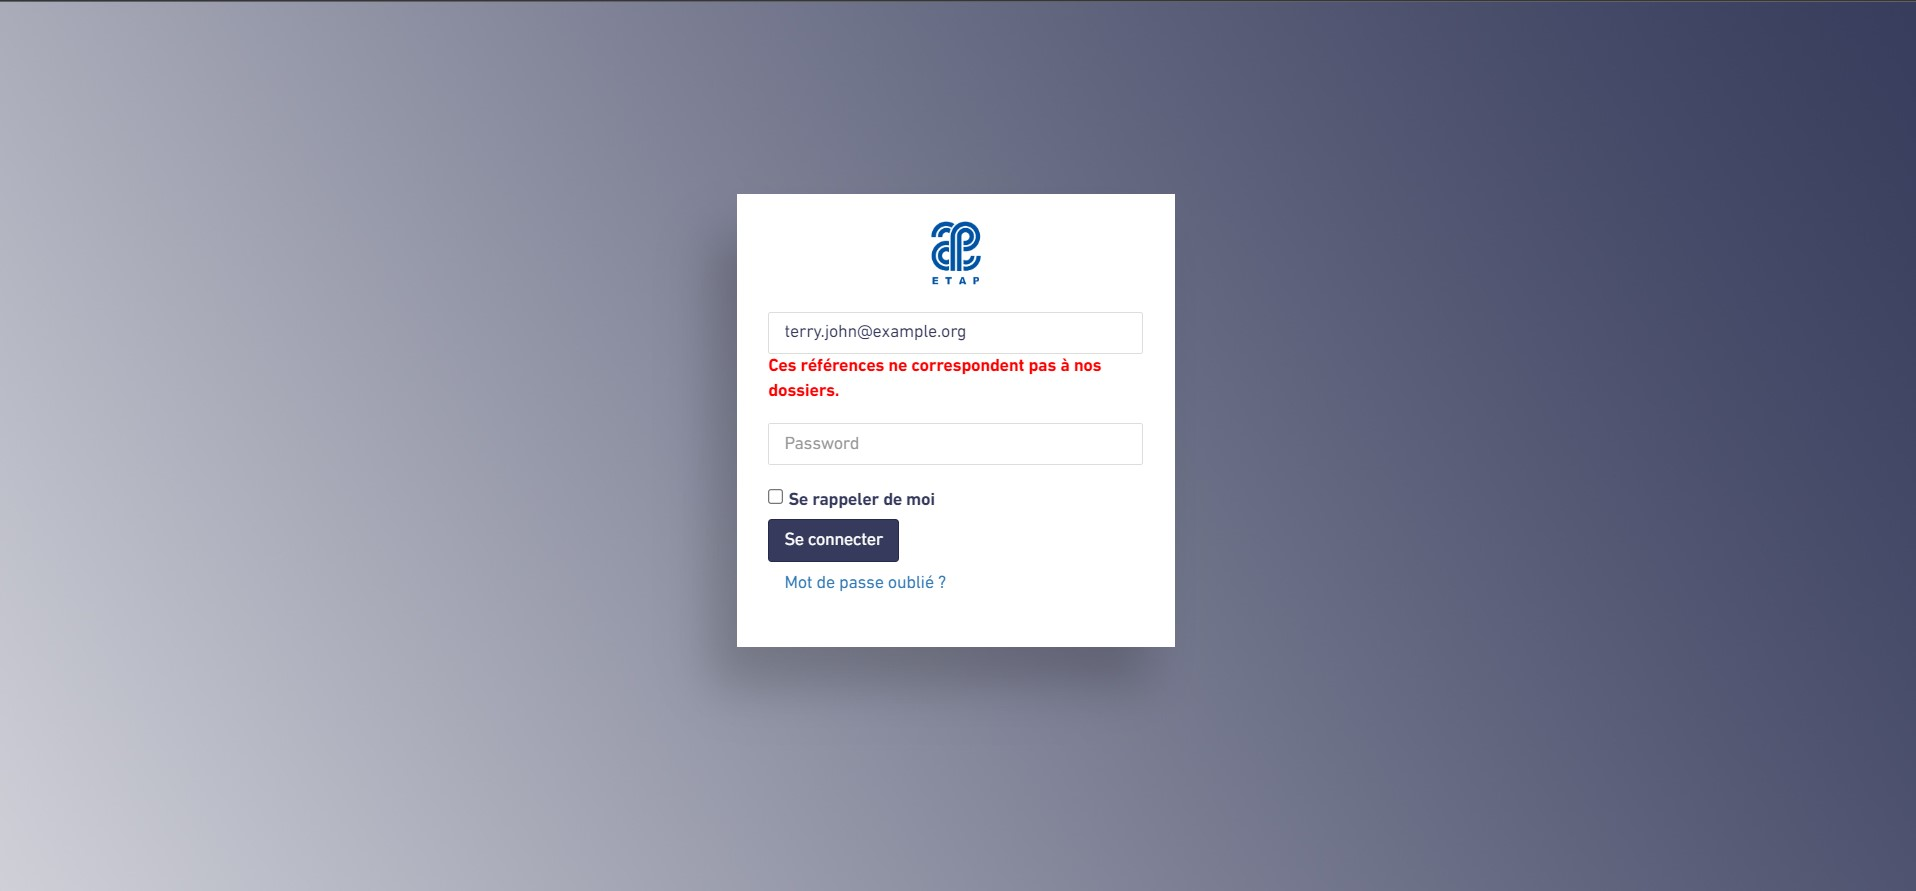 ETAP
terry.john@example.org
Ces références ne correspondent pas à nos
dossiers.
Password
Se rappeler de moi
Se connecter
Mot de passe oublié ?